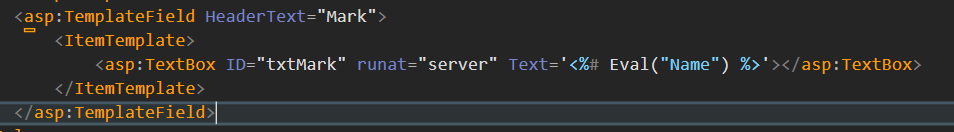 <asp:TemplateField HeaderText="Mark">
<ItemTemplate>
<asp:TextBox ID="txtMark" runat="server" Text='<%# Eval("Name") %>'></asp:TextBox>
</ItemTemplate>
</asp:TemplateField>